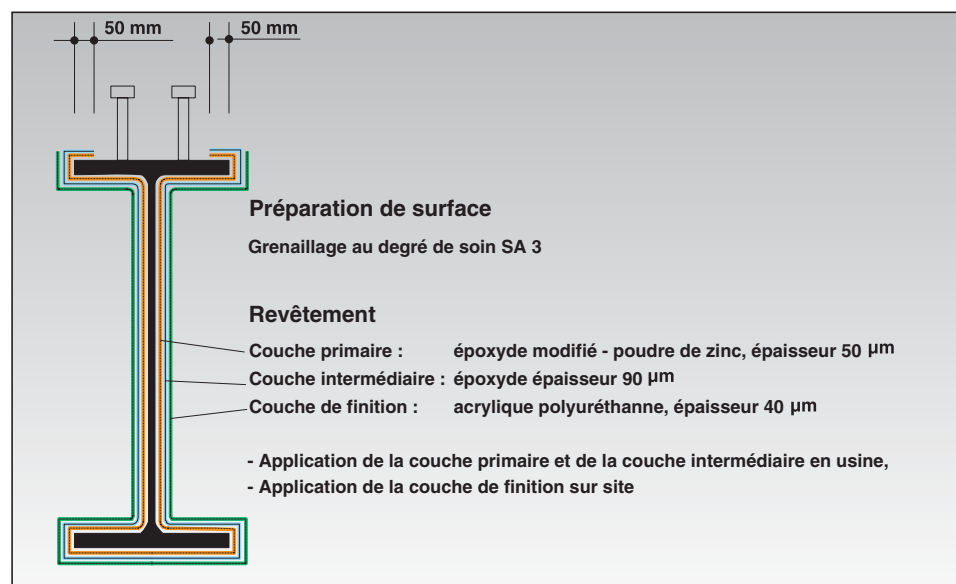 50 mm 50 mm
Préparation de surface
Grenaillage au degré de soin SA 3
Revêtement
Couche primaire : époxyde modifié - poudre de zinc, épaisseur 50 µm
Couche intermédiaire : époxyde épaisseur 90 µm
Couche de finition : acrylique polyuréthanne, épaisseur 40 µm
- Application de la couche primaire et de la couche intermédiaire en usine,
- Application de la couche de finition sur site